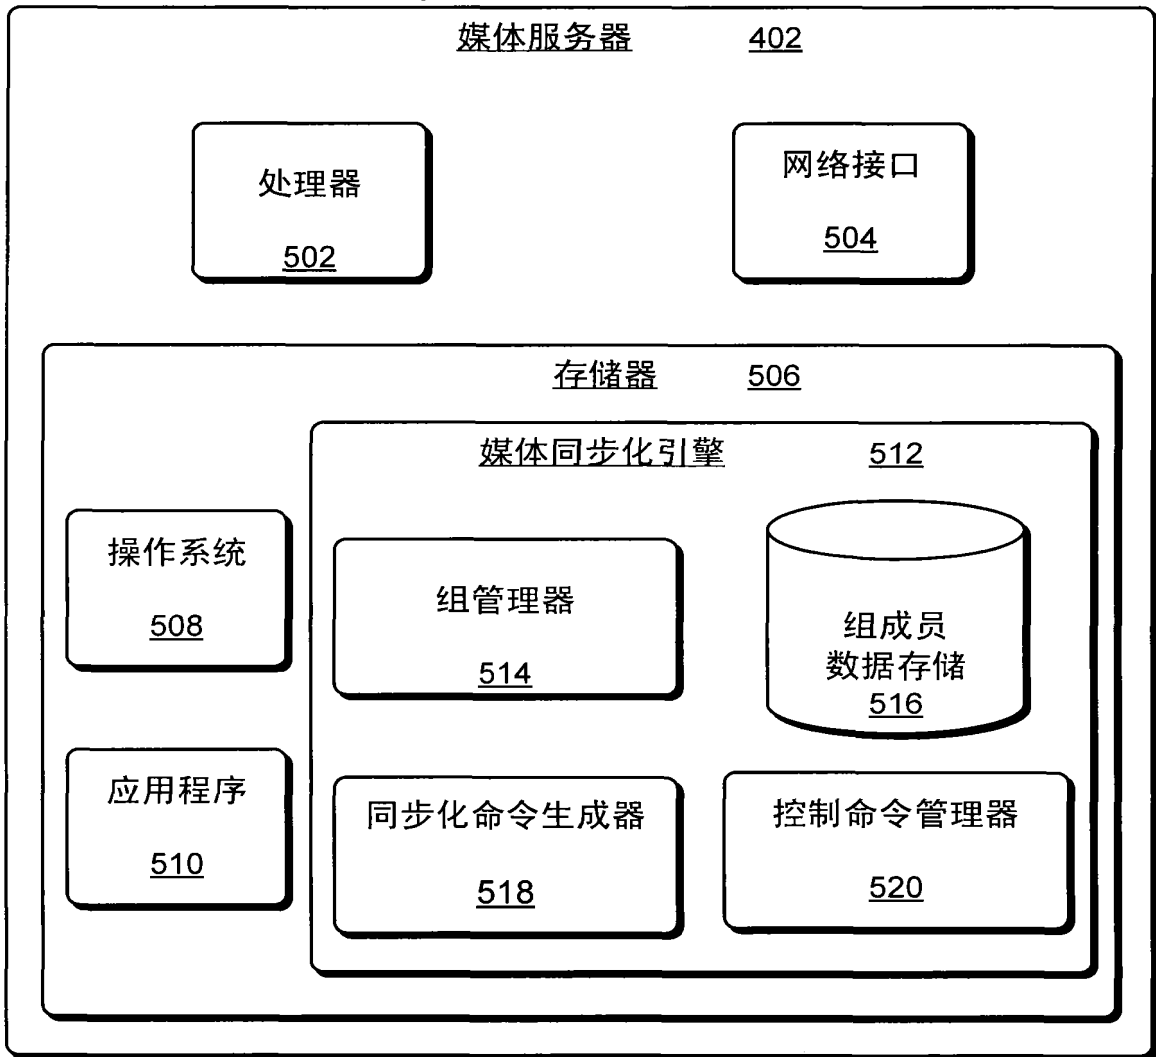 媒体服务器 402
处理器
502
网络接口
504
存储器 506
媒体同步化引擎 512
操作系统
508
组管理器
514
组成员
数据存储
516
应用程序
510
同步化命令生成器
518
控制命令管理器
520